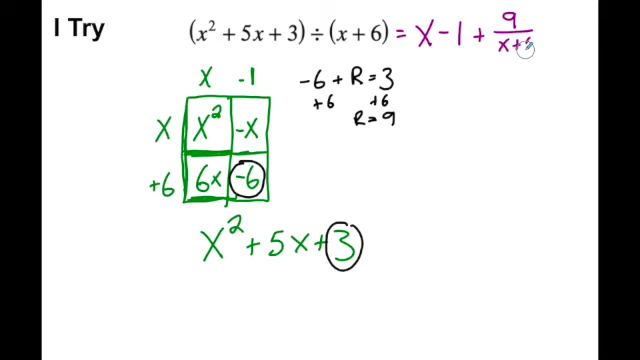 I Try
(x² + 5x + 3) ÷ (x + 6) = x - 1 + 9/(x+6
x -1
-6 + R = 3
+6 +6
R = 9
x x² -x
+6 6x -6
x² + 5x + 3